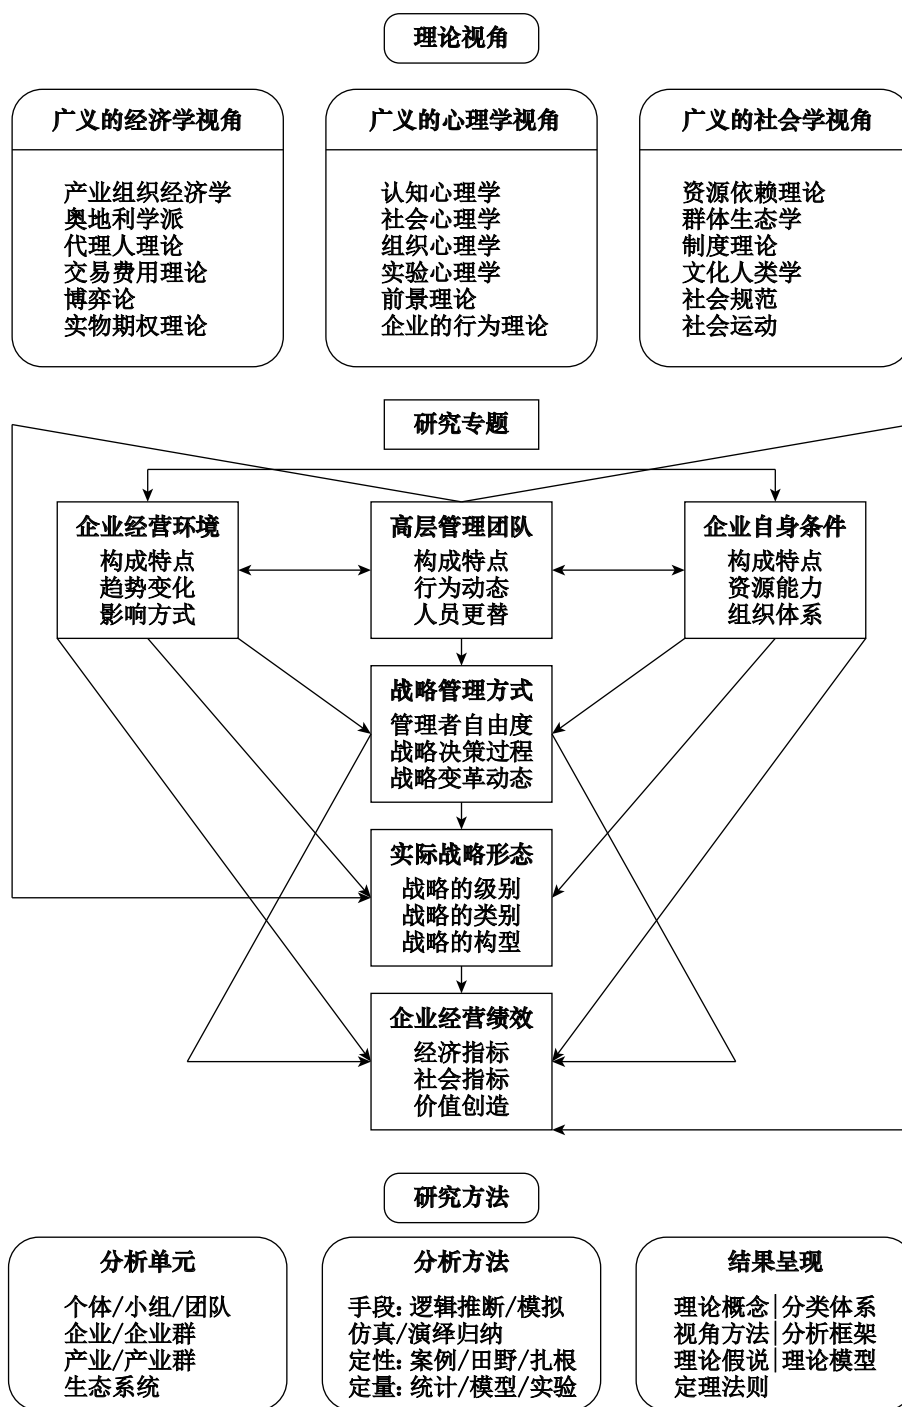 理论视角
广义的经济学视角
产业组织经济学
奥地利学派
代理人理论
交易费用理论
博弈论
实物期权理论
广义的心理学视角
认知心理学
社会心理学
组织心理学
实验心理学
前景理论
企业的行为理论
广义的社会学视角
资源依赖理论
群体生态学
制度理论
文化人类学
社会规范
社会运动
研究专题
企业经营环境
构成特点
趋势变化
影响方式
高层管理团队
构成特点
行为动态
人员更替
企业自身条件
构成特点
资源能力
组织体系
战略管理方式
管理者自由度
战略决策过程
战略变革动态
实际战略形态
战略的级别
战略的类别
战略的构型
企业经营绩效
经济指标
社会指标
价值创造
研究方法
分析单元
个体/小组/团队
企业/企业群
产业/产业群
生态系统
分析方法
手段：逻辑推断/模拟
仿真/演绎归纳
定性：案例/田野/扎根
定量：统计/模型/实验
结果呈现
理论概念|分类体系
视角方法|分析框架
理论假说|理论模型
定理法则